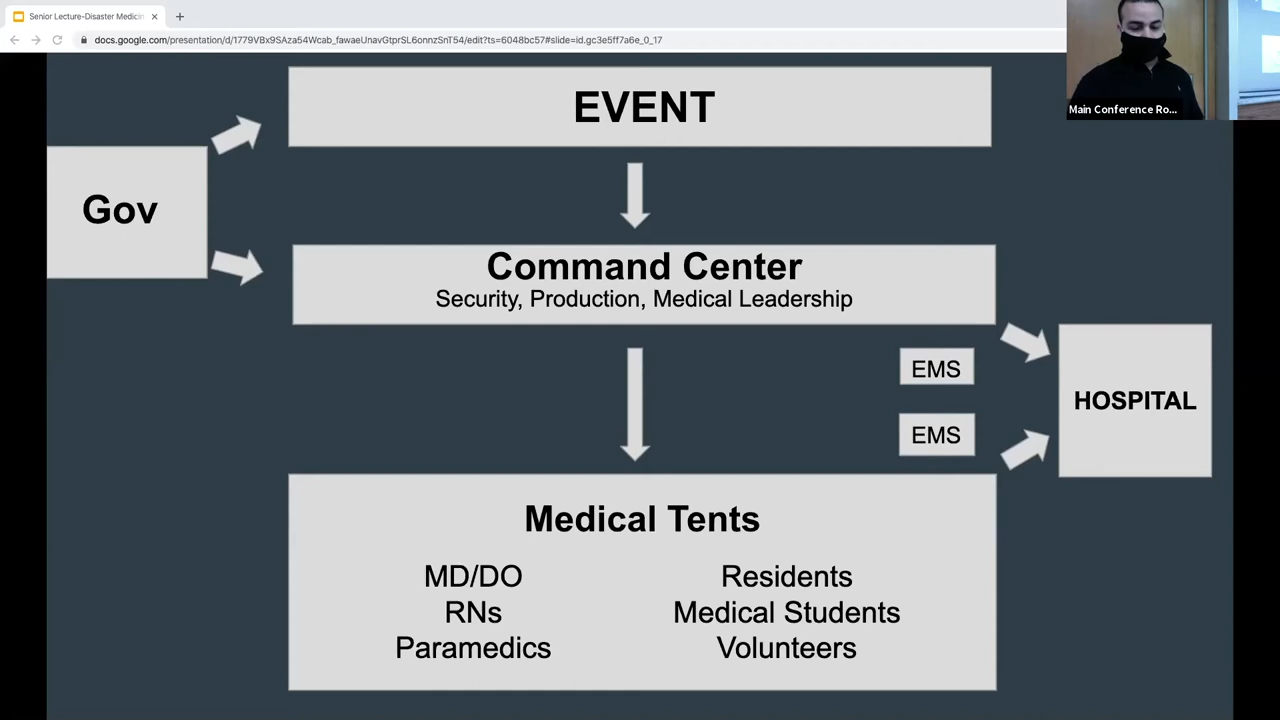 Senior Lecture-Disaster Medicin
docs.google.com/presentation/d/1779VBx9SAza54Wcab_fawaeUnavGtprSL6onnzSnT54/edit?ts=6048bc57#slide=id.gc3e5ff7a6e_0_17
Main Conference Ro...
EVENT
Gov
Command Center
Security, Production, Medical Leadership
EMS
HOSPITAL
EMS
Medical Tents
MD/DO
Residents
RNs
Medical Students
Paramedics
Volunteers